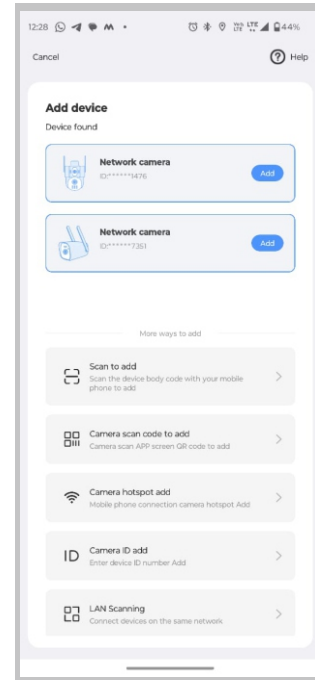 12:28
LTE 44%
Cancel
Help
Add device
Device found
Network camera
ID:******1476
Add
Network camera
ID:******7351
Add
More ways to add
Scan to add
Scan the device body code with your mobile
phone to add
Camera scan code to add
Camera scan APP screen QR code to add
Camera hotspot add
Mobile phone connection camera hotspot Add
ID
Camera ID add
Enter device ID number Add
LAN Scanning
Connect devices on the same network